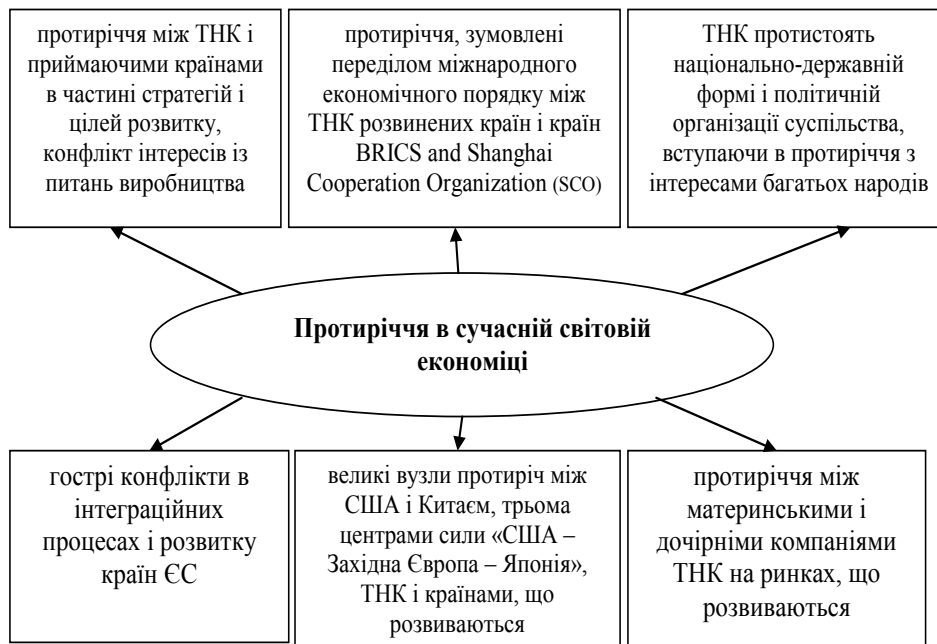 протиріччя між ТНК і
приймаючими країнами
в частині стратегій і
цілей розвитку,
конфлікт інтересів із
питань виробництва
протиріччя, зумовлені
переділом міжнародного
економічного порядку між
ТНК розвинених країн і країн
BRICS and Shanghai
Cooperation Organization (SCO)
ТНК протистоять
національно-державній
формі і політичній
організації суспільства,
вступаючи в протиріччя з
інтересами багатьох народів
Протиріччя в сучасній світовій
економіці
гострі конфлікти в
інтеграційних
процесах і розвитку
країн ЄС
великі вузли протиріч між
США і Китаєм, трьома
центрами сили «США –
Західна Європа – Японія»,
ТНК і країнами, що
розвиваються
протиріччя між
материнськими і
дочірніми компаніями
ТНК на ринках, що
розвиваються